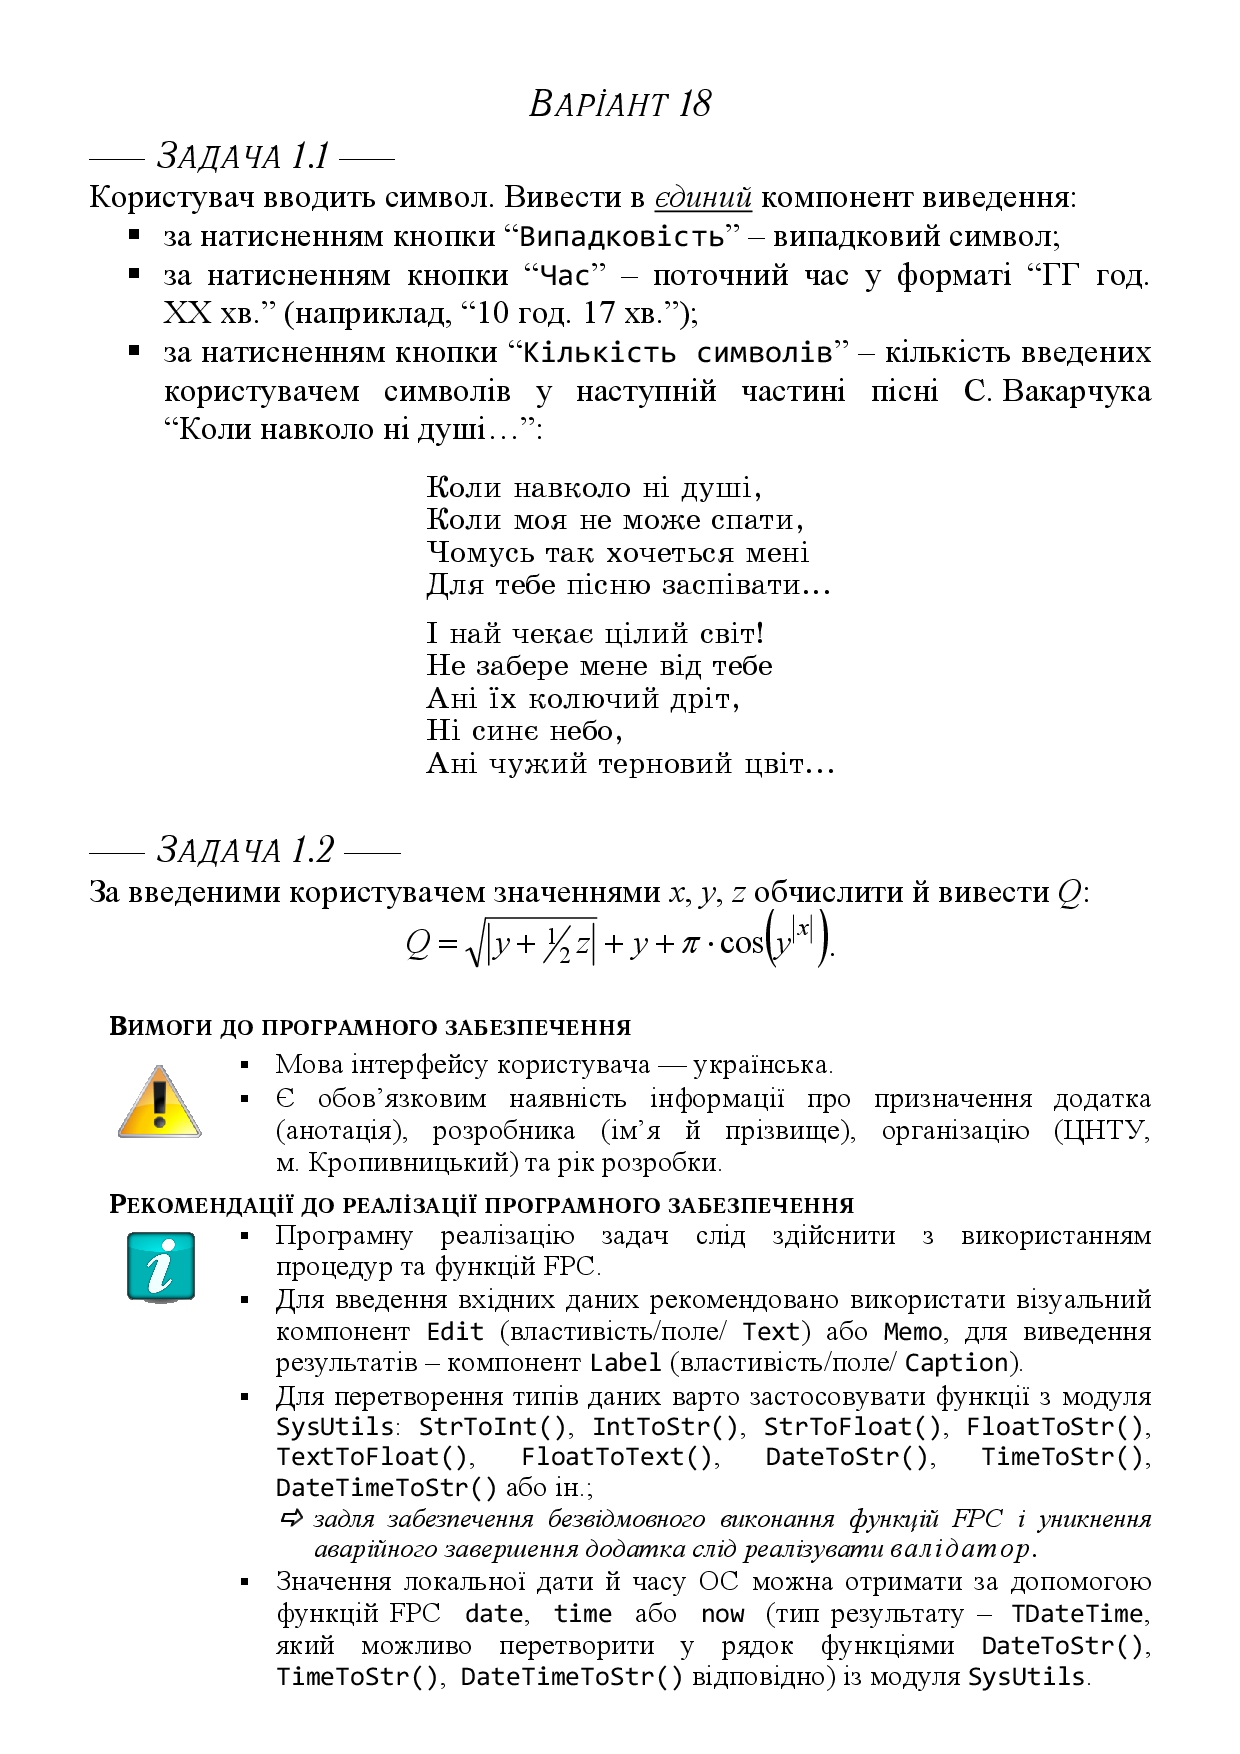 ВАРІАНТ 18
—— ЗАДАЧА 1.1 ——
Користувач вводить символ. Вивести в єдиний компонент виведення:
▪ за натисненням кнопки “Випадковість” – випадковий символ;
▪ за натисненням кнопки “Час” – поточний час у форматі “ГГ год.
ХХ хв.” (наприклад, “10 год. 17 хв.”);
▪ за натисненням кнопки “Кількість символів” – кількість введених
користувачем символів у наступній частині пісні С. Вакарчука
“Коли навколо ні душі…”:
Коли навколо ні душі,
Коли моя не може спати,
Чомусь так хочеться мені
Для тебе пісню заспівати…
І най чекає цілий світ!
Не забере мене від тебе
Ані їх колючий дріт,
Ні синє небо,
Ані чужий терновий цвіт…
—— ЗАДАЧА 1.2 ——
За введеними користувачем значеннями x, y, z обчислити й вивести Q:
Q = √|y + ½ z| + y + π · cos(y^|x|).
ВИМОГИ ДО ПРОГРАМНОГО ЗАБЕЗПЕЧЕННЯ
▪ Мова інтерфейсу користувача — українська.
▪ Є обов’язковим наявність інформації про призначення додатка
(анотація), розробника (ім’я й прізвище), організацію (ЦНТУ,
м. Кропивницький) та рік розробки.
РЕКОМЕНДАЦІЇ ДО РЕАЛІЗАЦІЇ ПРОГРАМНОГО ЗАБЕЗПЕЧЕННЯ
▪ Програмну реалізацію задач слід здійснити з використанням
процедур та функцій FPC.
▪ Для введення вхідних даних рекомендовано використати візуальний
компонент Edit (властивість/поле/ Text) або Memo, для виведення
результатів – компонент Label (властивість/поле/ Caption).
▪ Для перетворення типів даних варто застосовувати функції з модуля
SysUtils: StrToInt(), IntToStr(), StrToFloat(), FloatToStr(),
TextToFloat(), FloatToText(), DateToStr(), TimeToStr(),
DateTimeToStr() або ін.;
⇨ задля забезпечення безвідмовного виконання функцій FPC і уникнення
аварійного завершення додатка слід реалізувати валідатор.
▪ Значення локальної дати й часу ОС можна отримати за допомогою
функцій FPC date, time або now (тип результату – TDateTime,
який можливо перетворити у рядок функціями DateToStr(),
TimeToStr(), DateTimeToStr() відповідно) із модуля SysUtils.